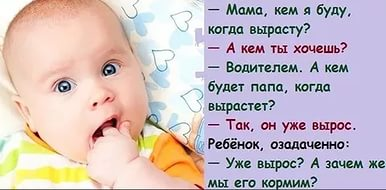 — Мама, кем я буду,
когда вырасту?
— А кем ты хочешь?
— Водителем. А кем
будет папа, когда
вырастет?
— Так, он уже вырос.
Ребёнок, озадаченно:
— Уже вырос? А зачем же
мы его кормим?